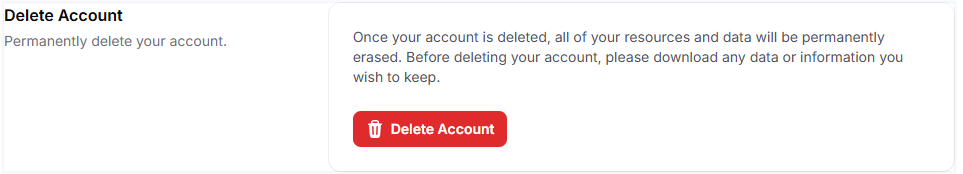 Delete Account
Permanently delete your account.
Once your account is deleted, all of your resources and data will be permanently
erased. Before deleting your account, please download any data or information you
wish to keep.
Delete Account